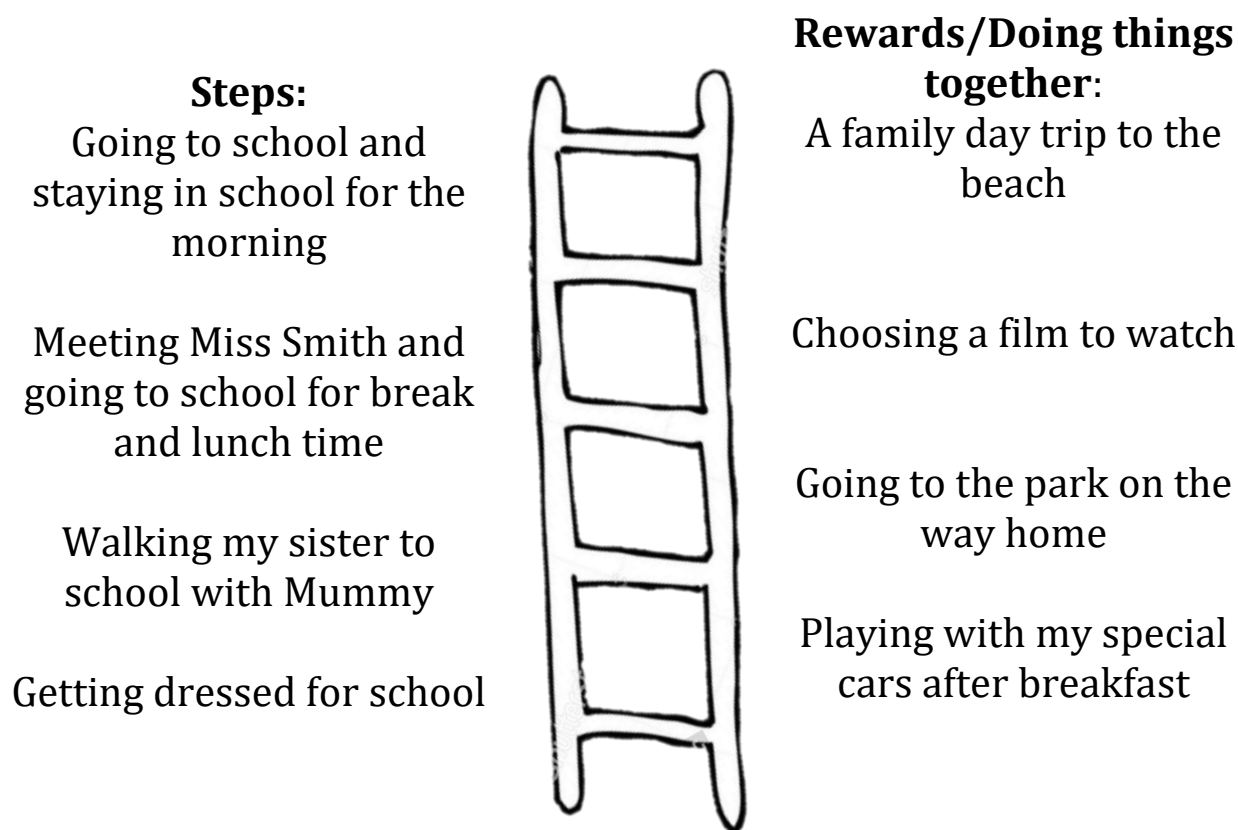 Steps:
Going to school and
staying in school for the
morning
Meeting Miss Smith and
going to school for break
and lunch time
Walking my sister to
school with Mummy
Getting dressed for school
Rewards/Doing things
together:
A family day trip to the
beach
Choosing a film to watch
Going to the park on the
way home
Playing with my special
cars after breakfast